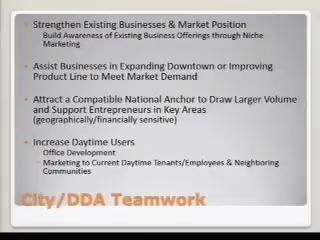 Strengthen Existing Businesses & Market Position
Build Awareness of Existing Business Offerings through Niche
Marketing
Assist Businesses in Expanding Downtown or Improving
Product Line to Meet Market Demand
Attract a Compatible National Anchor to Draw Larger Volume
and Support Entrepreneurs in Key Areas
(geographically/financially sensitive)
Increase Daytime Users
Office Development
Marketing to Current Daytime Tenants/Employees & Neighboring
Communities
City/DDA Teamwork